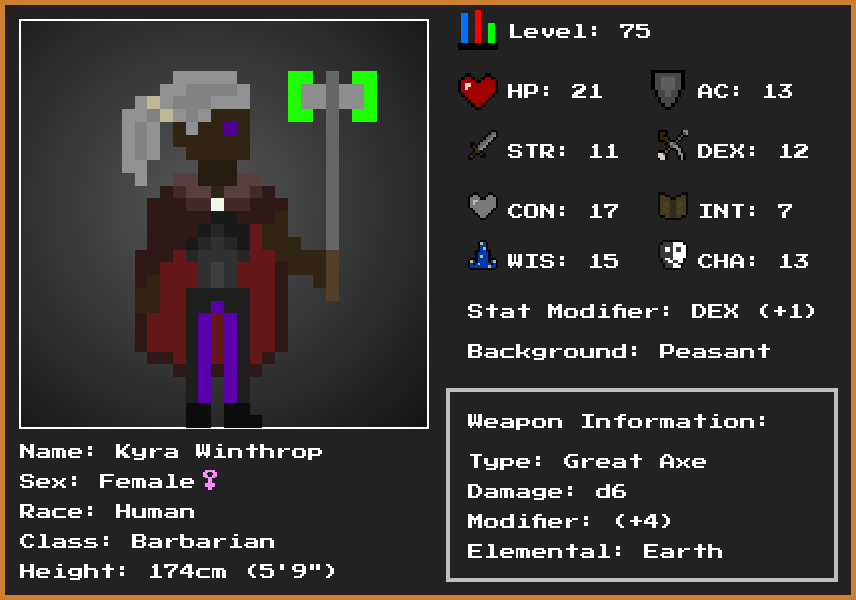 Level: 75
HP: 21
AC: 13
STR: 11
DEX: 12
CON: 17
INT: 7
WIS: 15
CHA: 13
Stat Modifier: DEX (+1)
Background: Peasant
Name: Kyra Winthrop
Sex: Female♀
Race: Human
Class: Barbarian
Height: 174cm (5'9")
Weapon Information:
Type: Great Axe
Damage: d6
Modifier: (+4)
Elemental: Earth